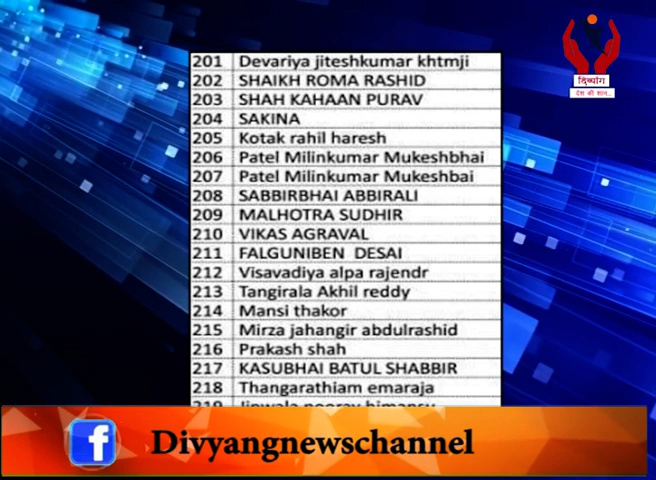 दिव्यांग
देश की शान..
201 Devariya jiteshkumar khtmji
202 SHAIKH ROMA RASHID
203 SHAH KAHAAN PURAV
204 SAKINA
205 Kotak rahil haresh
206 Patel Milinkumar Mukeshbhai
207 Patel Milinkumar Mukeshbai
208 SABBIRBHAI ABBIRALI
209 MALHOTRA SUDHIR
210 VIKAS AGRAVAL
211 FALGUNIBEN DESAI
212 Visavadiya alpa rajendr
213 Tangirala Akhil reddy
214 Mansi thakor
215 Mirza jahangir abdulrashid
216 Prakash shah
217 KASUBHAI BATUL SHABBIR
218 Thangarathiam emaraja
219
f Divyangnewschannel